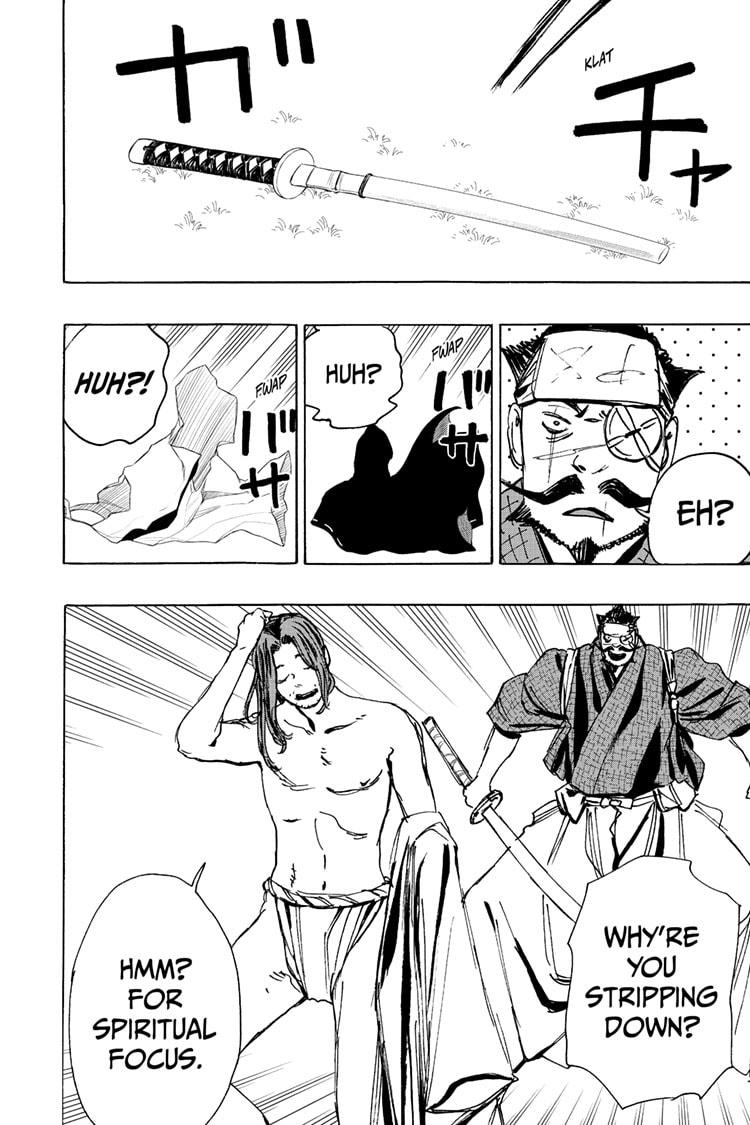 KLAT
ガ
チャ
EH?
FWAP
バサ
HUH?
FWAP
バサ
HUH?!
WHY'RE
YOU
STRIPPING
DOWN?
HMM?
FOR
SPIRITUAL
FOCUS.